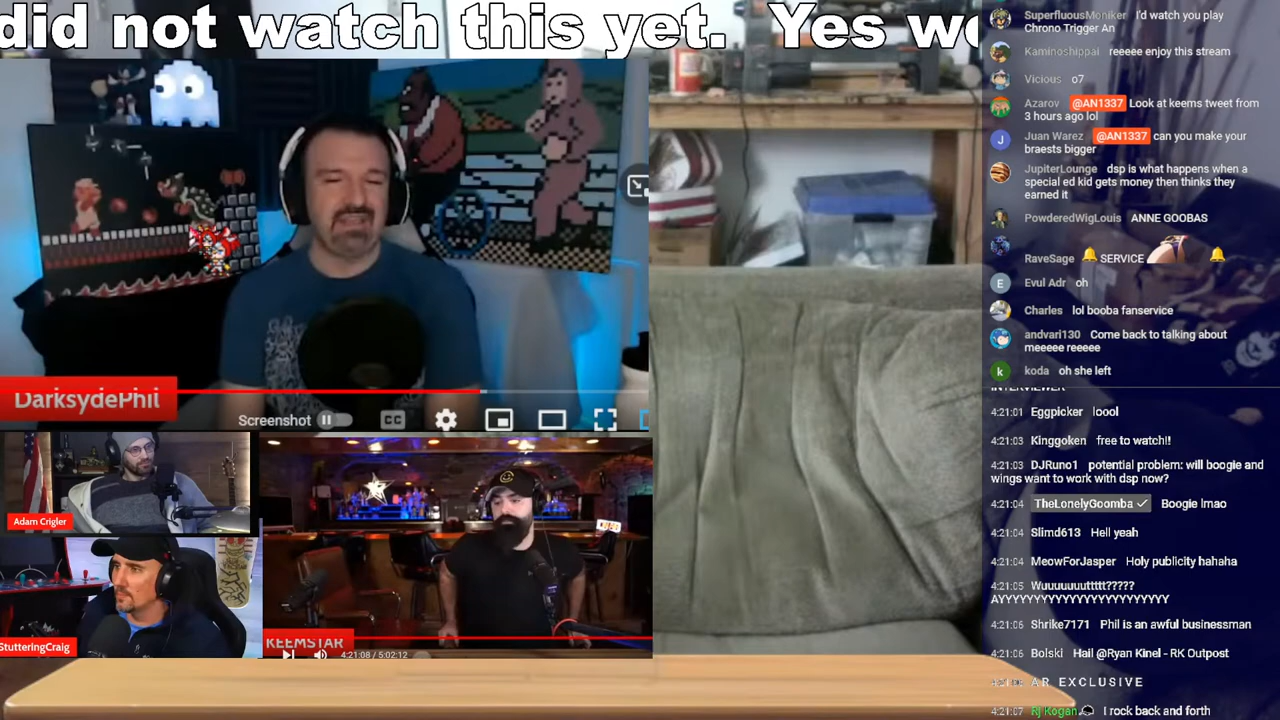 did not watch this yet. Yes we
DarksydePhil
Screenshot
CC
Adam Crigler
StutteringCraig
KEEMSTAR
4:21:08 / 5:02:12
SuperfluousMoniker I'd watch you play
Chrono Trigger An
Kaminoshippai reeeee enjoy this stream
Vicious o7
Azarov @AN1337 Look at keems tweet from
3 hours ago lol
J Juan Warez @AN1337 can you make your
braests bigger
JupiterLounge dsp is what happens when a
special ed kid gets money then thinks they
earned it
PowderedWigLouis ANNE GOOBAS
RaveSage SERVICE
E Evul Adr oh
Charles lol booba fanservice
andvari130 Come back to talking about
meeeee reeeee
k koda oh she left
INTERVIEWER
4:21:01 Eggpicker loool
4:21:03 Kinggoken free to watch!!
4:21:03 DJRuno1 potential problem: will boogie and
wings want to work with dsp now?
4:21:04 TheLonelyGoomba Boogie lmao
4:21:04 Slimd613 Hell yeah
4:21:04 MeowForJasper Holy publicity hahaha
4:21:05 Wuuuuuuuttttt?????
AYYYYYYYYYYYYYYYYYYYYYYYY
4:21:06 Shrike7171 Phil is an awful businessman
4:21:06 Bolski Hail @Ryan Kinel - RK Outpost
AR EXCLUSIVE
4:21:07 Rj Kogan I rock back and forth